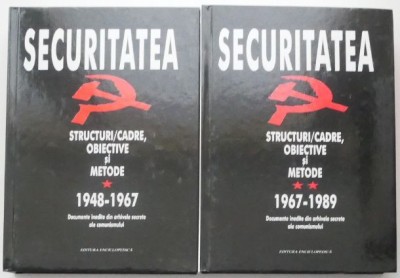 SECURITATEA
STRUCTURI/CADRE,
OBIECTIVE
şi
METODE
1948-1967
Documente inedite din arhivele secrete
ale comunismului
EDITURA ENCICLOPEDICĂ
SECURITATEA
STRUCTURI/CADRE,
OBIECTIVE
şi
METODE
1967-1989
Documente inedite din arhivele secrete
ale comunismului
EDITURA ENCICLOPEDICĂ